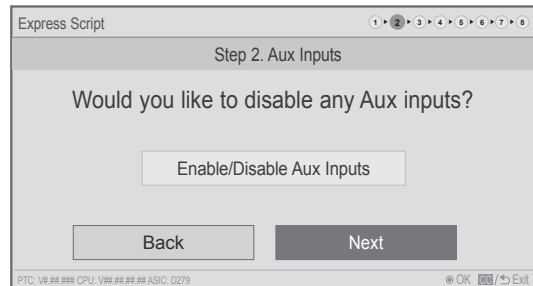 Express Script
1 2 3 4 5 6 7 8
Step 2. Aux Inputs
Would you like to disable any Aux inputs?
Enable/Disable Aux Inputs
Back Next
PTC: V#.##.### CPU: V##.##.##.## ASIC: D279 OK CC / Exit